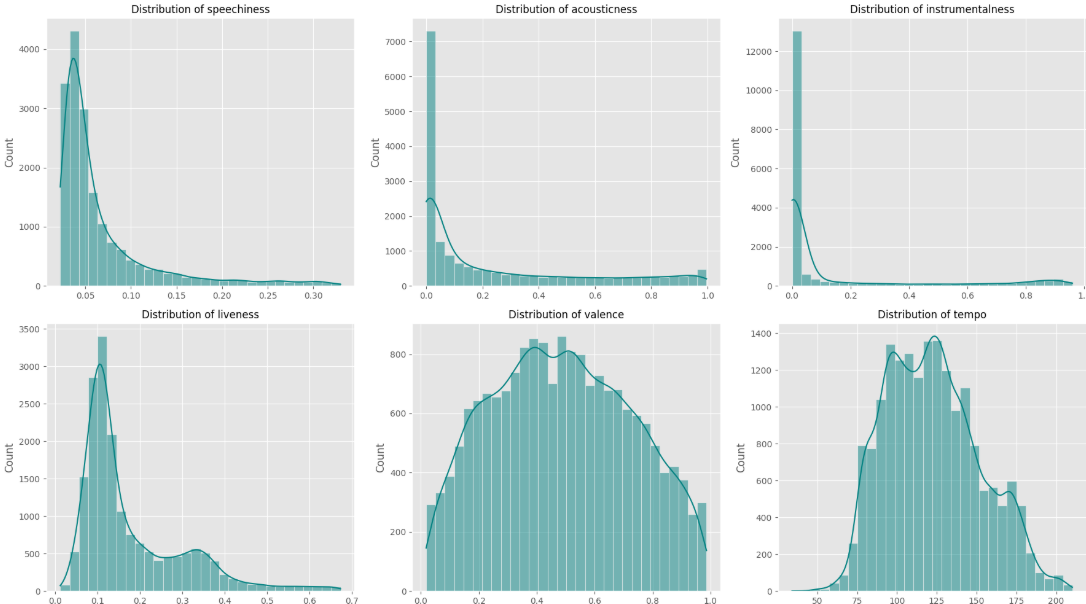 Distribution of speechiness
Count
4000
3000
2000
1000
0
0.05 0.10 0.15 0.20 0.25 0.30
Distribution of acousticness
Count
7000
6000
5000
4000
3000
2000
1000
0
0.0 0.2 0.4 0.6 0.8 1.0
Distribution of instrumentalness
Count
12000
10000
8000
6000
4000
2000
0
0.0 0.2 0.4 0.6 0.8 1.
Distribution of liveness
Count
3500
3000
2500
2000
1500
1000
500
0
0.0 0.1 0.2 0.3 0.4 0.5 0.6 0.7
Distribution of valence
Count
800
600
400
200
0
0.0 0.2 0.4 0.6 0.8 1.0
Distribution of tempo
Count
1400
1200
1000
800
600
400
200
0
50 75 100 125 150 175 200